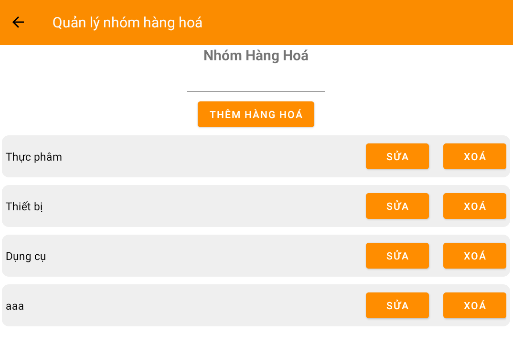 Quản lý nhóm hàng hoá
Nhóm Hàng Hoá
THÊM HÀNG HOÁ
Thực phâm SỬA XOÁ
Thiết bị SỬA XOÁ
Dụng cụ SỬA XOÁ
aaa SỬA XOÁ